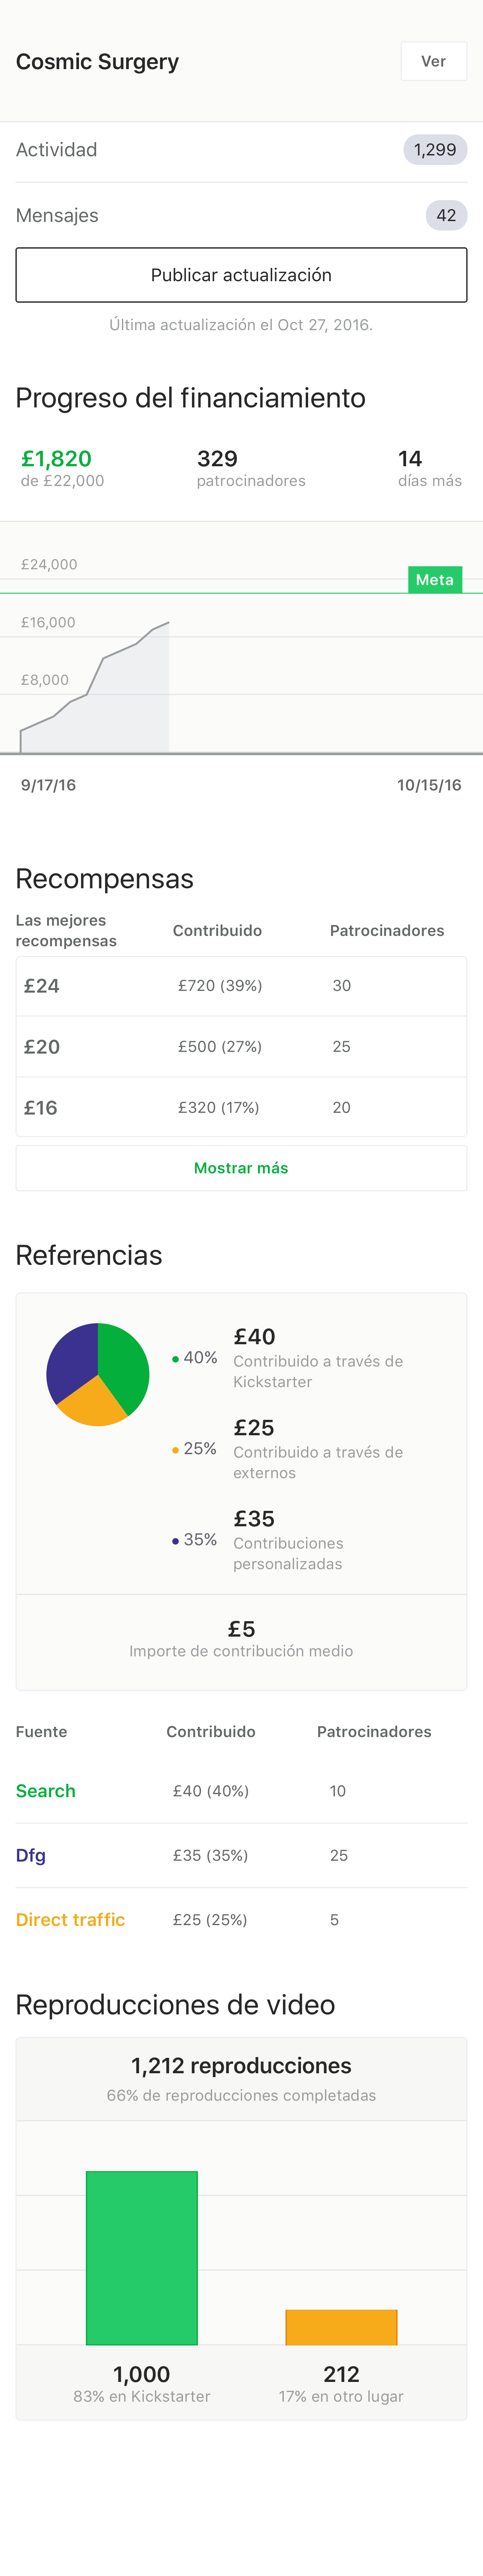 Cosmic Surgery
Ver
Actividad
1,299
Mensajes
42
Publicar actualización
Última actualización el Oct 27, 2016.
Progreso del financiamiento
£1,820
de £22,000
329
patrocinadores
14
días más
£24,000
Meta
£16,000
£8,000
9/17/16
10/15/16
Recompensas
Las mejores
recompensas
Contribuido
Patrocinadores
£24
£720 (39%)
30
£20
£500 (27%)
25
£16
£320 (17%)
20
Mostrar más
Referencias
40%
£40
Contribuido a través de
Kickstarter
25%
£25
Contribuido a través de
externos
35%
£35
Contribuciones
personalizadas
£5
Importe de contribución medio
Fuente
Contribuido
Patrocinadores
Search
£40 (40%)
10
Dfg
£35 (35%)
25
Direct traffic
£25 (25%)
5
Reproducciones de video
1,212 reproducciones
66% de reproducciones completadas
1,000
83% en Kickstarter
212
17% en otro lugar